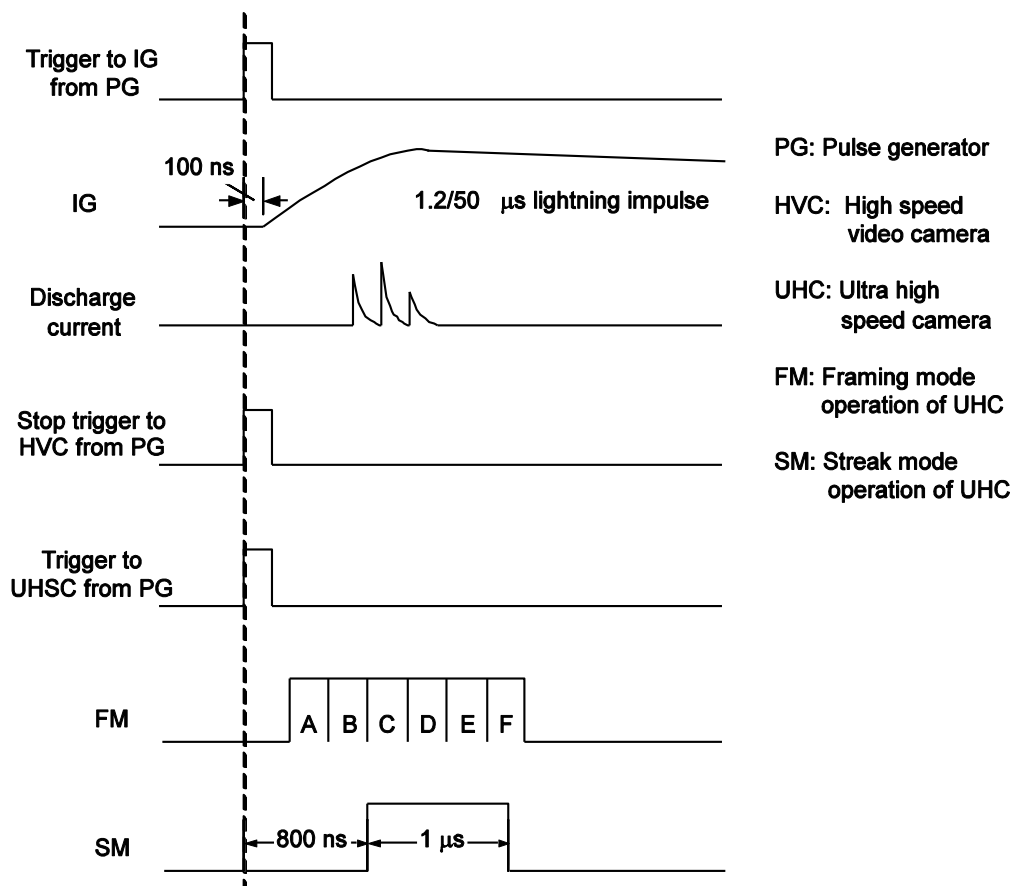 Trigger to IG
from PG
100 ns
IG
1.2/50 μs lightning impulse
Discharge
current
Stop trigger to
HVC from PG
Trigger to
UHSC from PG
FM
A B C D E F
SM
800 ns
1 μs
PG: Pulse generator
HVC: High speed
video camera
UHC: Ultra high
speed camera
FM: Framing mode
operation of UHC
SM: Streak mode
operation of UHC